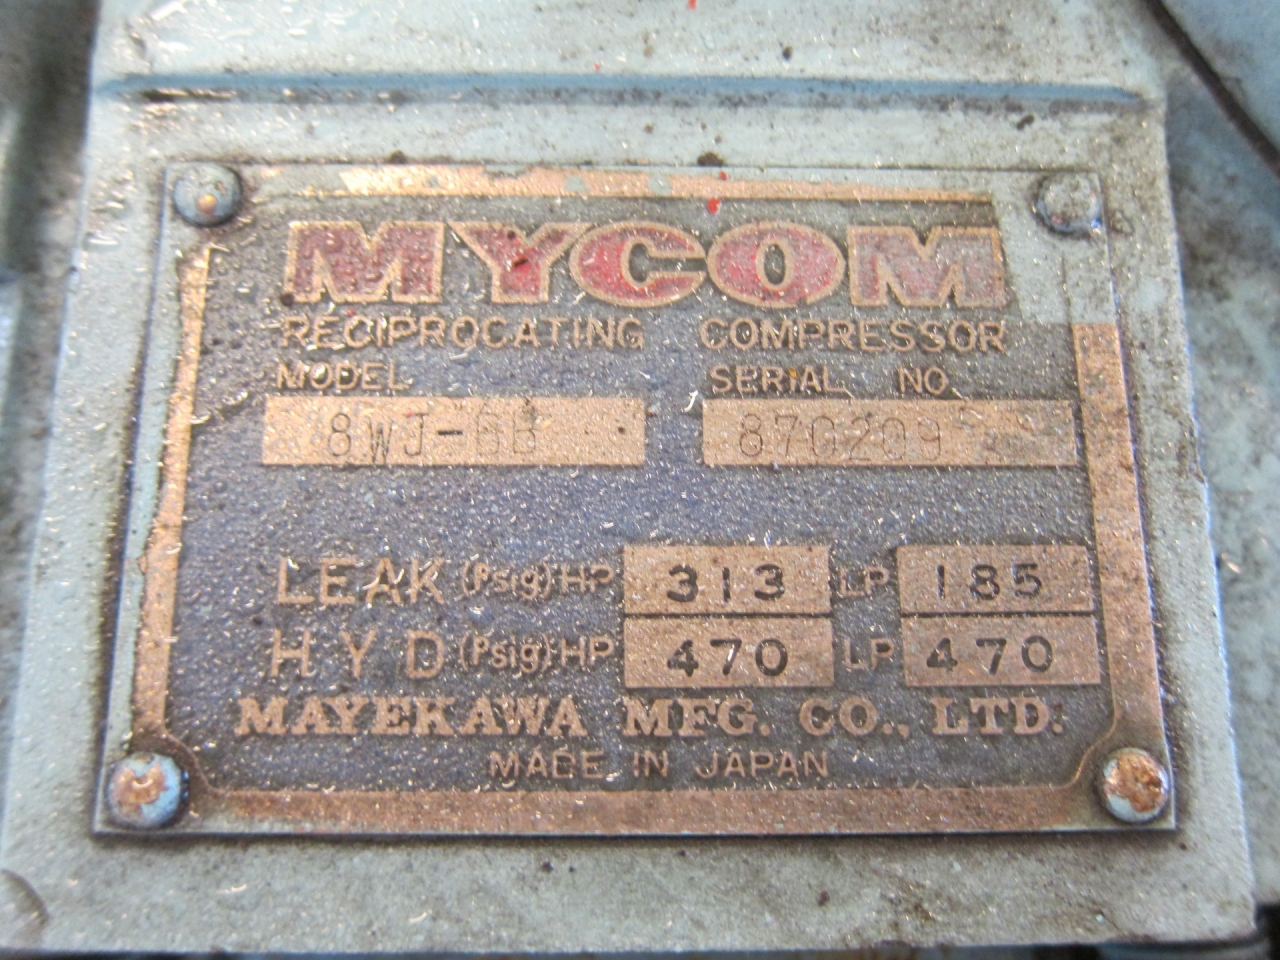 MYCOM
RECIPROCATING COMPRESSOR
MODEL SERIAL NO
8WJ-BB 870209
LEAK (Psig) HP 313 LP 185
HYD (Psig) HP 470 LP 470
MAYEKAWA MFG. CO., LTD.
MADE IN JAPAN